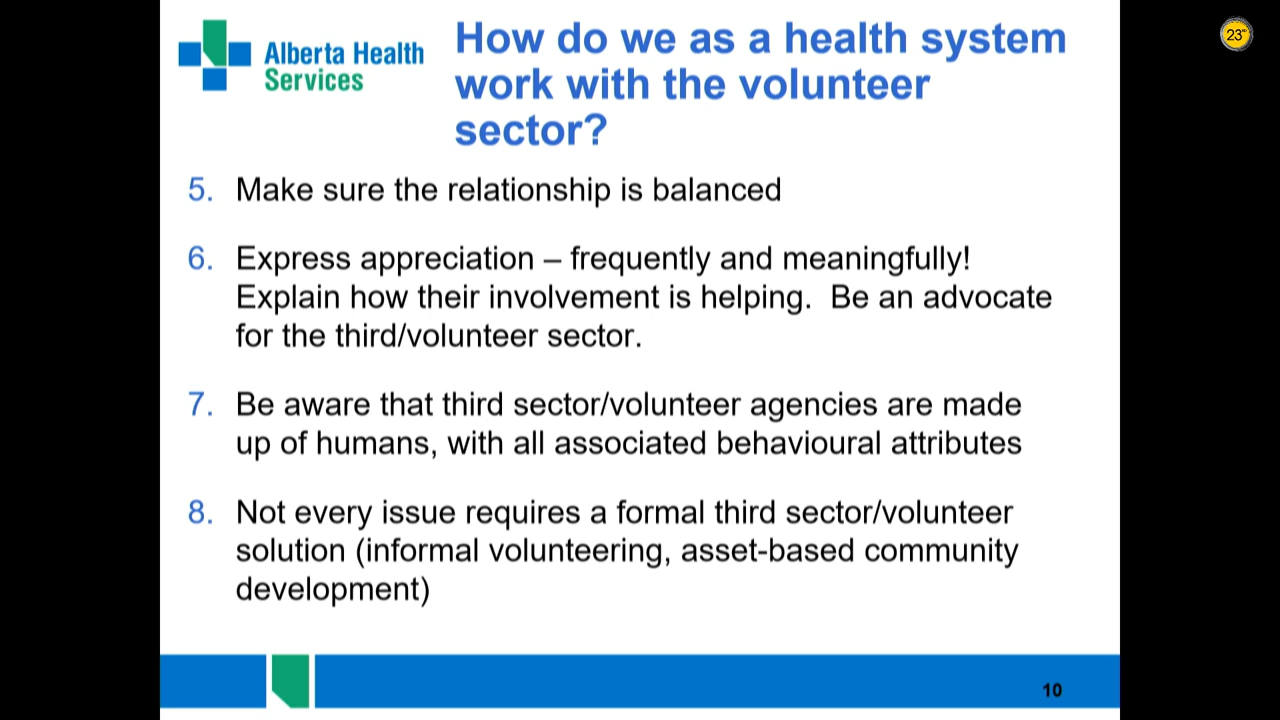 Alberta Health
Services
How do we as a health system
work with the volunteer
sector?
5. Make sure the relationship is balanced
6. Express appreciation – frequently and meaningfully!
Explain how their involvement is helping.  Be an advocate
for the third/volunteer sector.
7. Be aware that third sector/volunteer agencies are made
up of humans, with all associated behavioural attributes
8. Not every issue requires a formal third sector/volunteer
solution (informal volunteering, asset-based community
development)
10
23